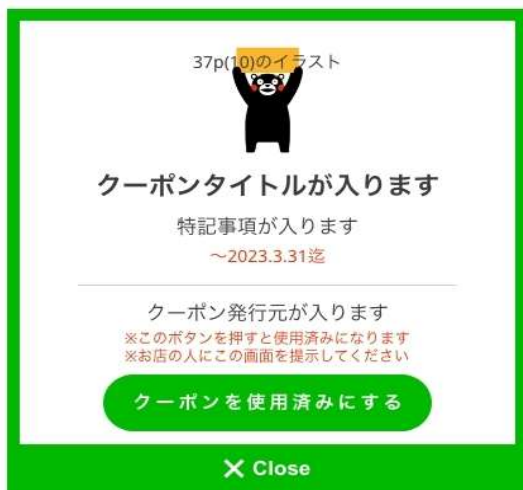 37p(10)のイラスト
クーポンタイトルが入ります
特記事項が入ります
〜2023.3.31迄
クーポン発行元が入ります
※このボタンを押すと使用済みになります
※お店の人にこの画面を提示してください
クーポンを使用済みにする
× Close